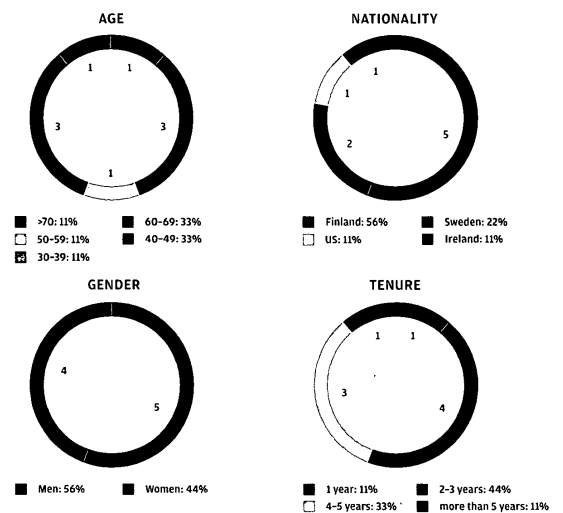 AGE
NATIONALITY
1 1
3 3
1
1
1
2
5
>70: 11% 60-69: 33%
50-59: 11% 40-49: 33%
30-39: 11%
Finland: 56% Sweden: 22%
US: 11% Ireland: 11%
GENDER
TENURE
4
5
1 1
3
4
Men: 56% Women: 44%
1 year: 11% 2-3 years: 44%
4-5 years: 33% more than 5 years: 11%